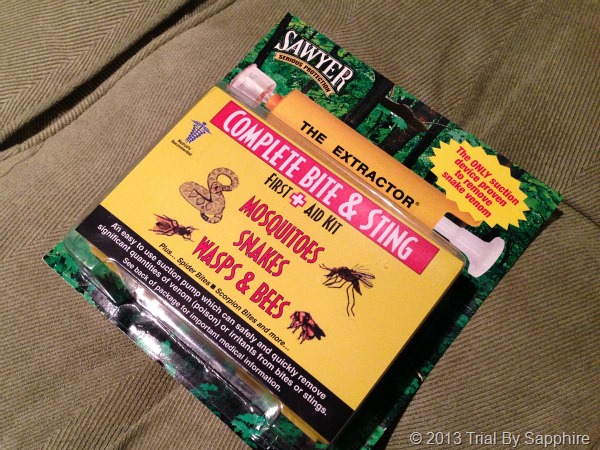 SAWYER
SERIOUS PROTECTION
THE EXTRACTOR®
The ONLY suction
device proven
to remove
snake venom
COMPLETE BITE & STING
FIRST + AID KIT
MOSQUITOES
SNAKES
WASPS & BEES
Plus... Spider Bites ■ Scorpion Bites and more...
An easy to use suction pump which can safely and quickly remove
significant quantities of venom (poison) or irritants from bites or stings.
See back of package for important medical information.
© 2013 Trial By Sapphire